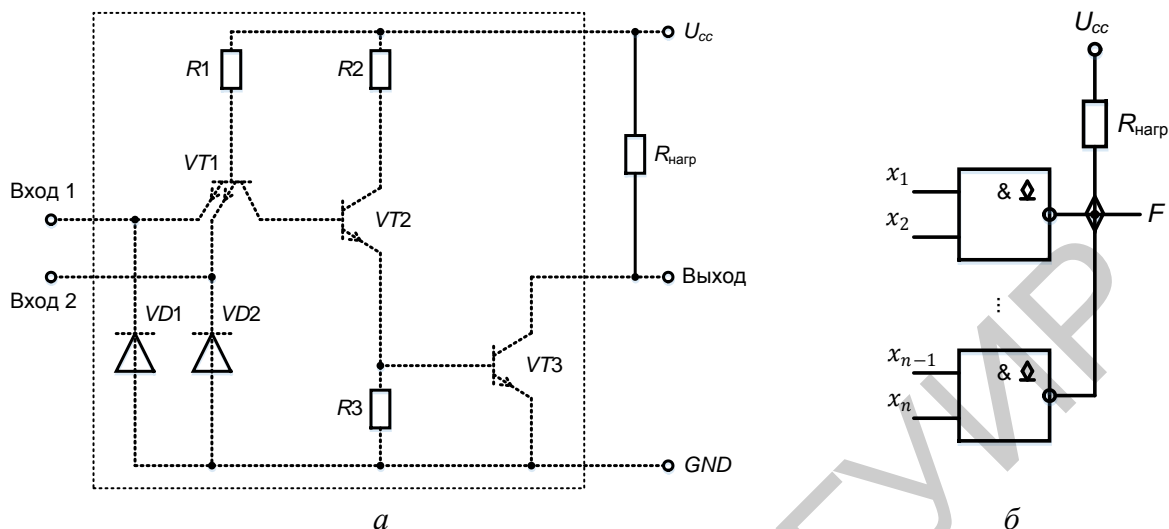 U_cc
R1
R2
R_нагр
VT1
Вход 1
VT2
Вход 2
Выход
VD1
VD2
VT3
R3
GND
а
U_cc
R_нагр
x_1
&
x_2
F
...
x_{n−1}
&
x_n
б
ГУИР